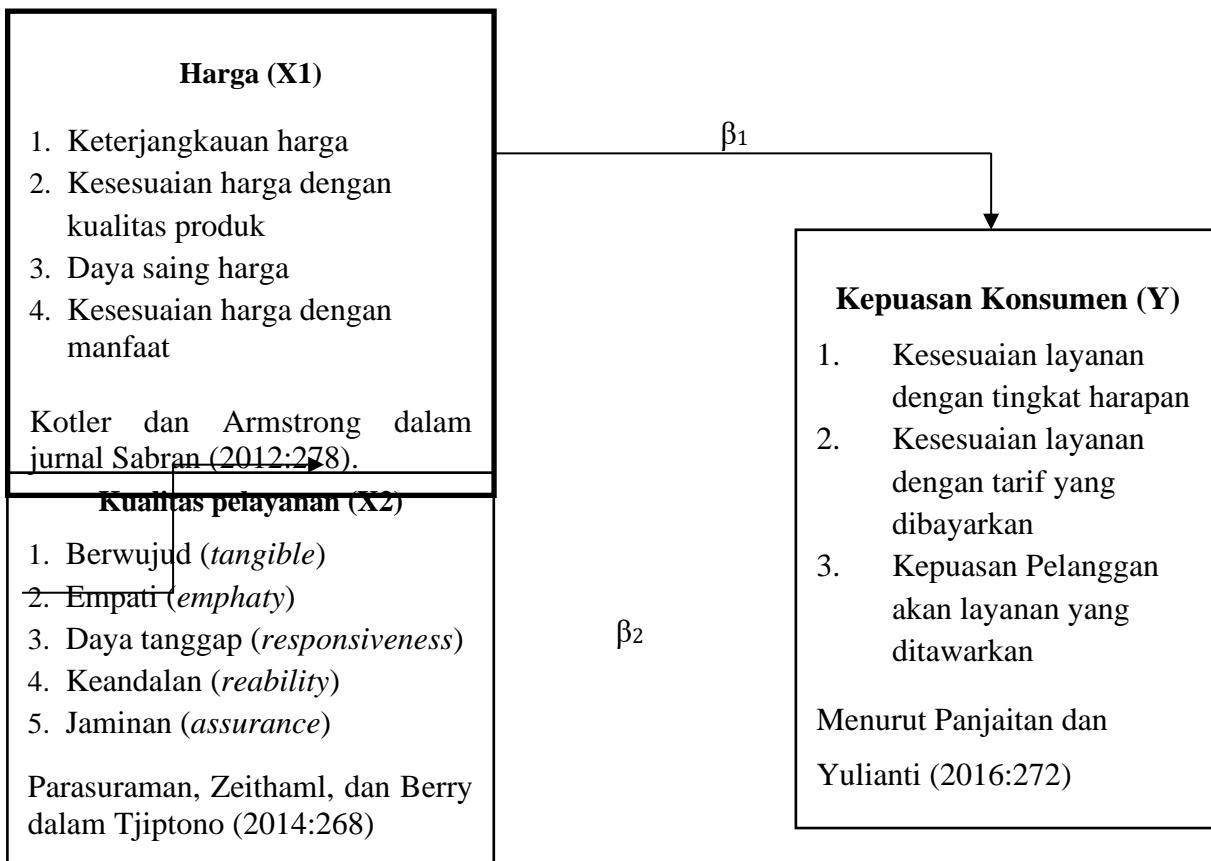 Harga (X1)
1. Keterjangkauan harga
2. Kesesuaian harga dengan
kualitas produk
3. Daya saing harga
4. Kesesuaian harga dengan
manfaat
Kotler dan Armstrong dalam
jurnal Sabran (2012:278).
Kualitas pelayanan (X2)
1. Berwujud (tangible)
2. Empati (emphaty)
3. Daya tanggap (responsiveness)
4. Keandalan (reability)
5. Jaminan (assurance)
Parasuraman, Zeithaml, dan Berry
dalam Tjiptono (2014:268)
β1
β2
Kepuasan Konsumen (Y)
1. Kesesuaian layanan
dengan tingkat harapan
2. Kesesuaian layanan
dengan tarif yang
dibayarkan
3. Kepuasan Pelanggan
akan layanan yang
ditawarkan
Menurut Panjaitan dan
Yulianti (2016:272)